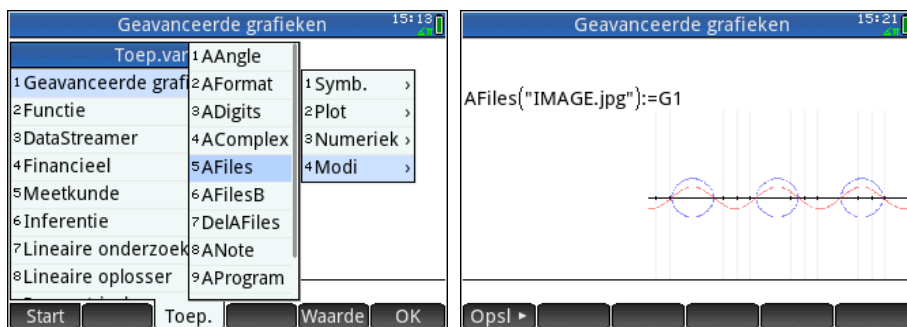 Geavanceerde grafieken 15:13
Toep.var
1 Geavanceerde grafi
2 Functie
3 DataStreamer
4 Financieel
5 Meetkunde
6 Inferentie
7 Lineaire onderzoek
8 Lineaire oplosser
1 AAngle
2 AFormat
3 ADigits
4 AComplex
5 AFiles
6 AFilesB
7 DelAFiles
8 ANote
9 AProgram
1 Symb. ›
2 Plot ›
3 Numeriek ›
4 Modi ›
Start Toep. Waarde OK
Geavanceerde grafieken 15:21
AFiles("IMAGE.jpg"):=G1
Opsl ►